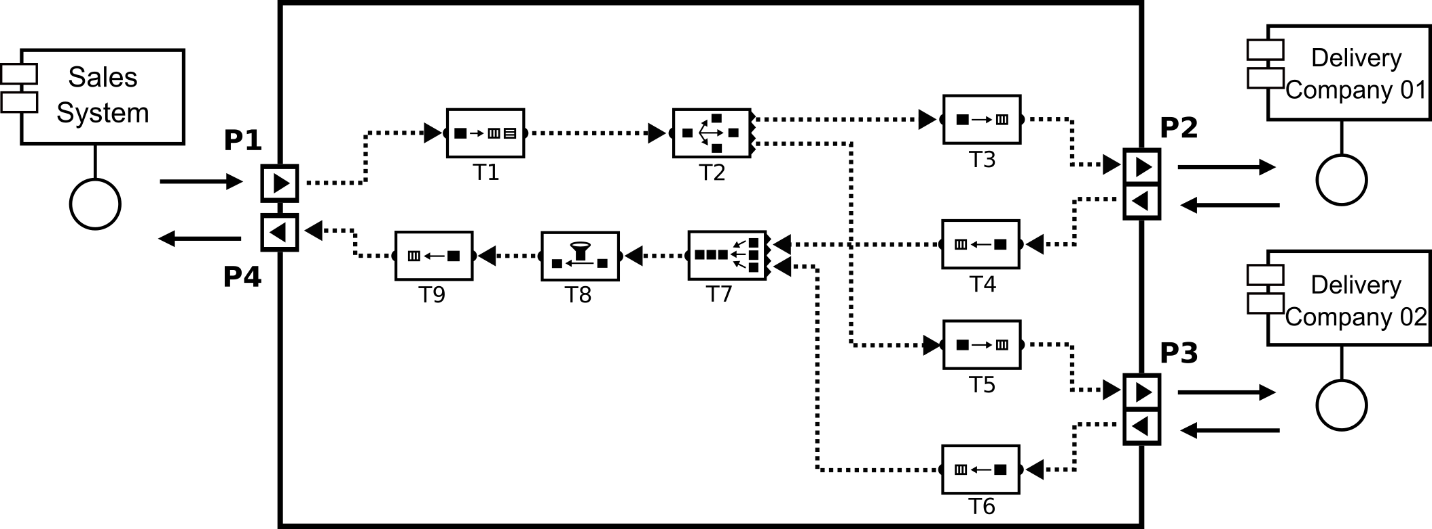 Sales
System
Delivery
Company 01
P1
P2
T1
T2
T3
P4
T9
T8
T7
T4
Delivery
Company 02
P3
T5
T6